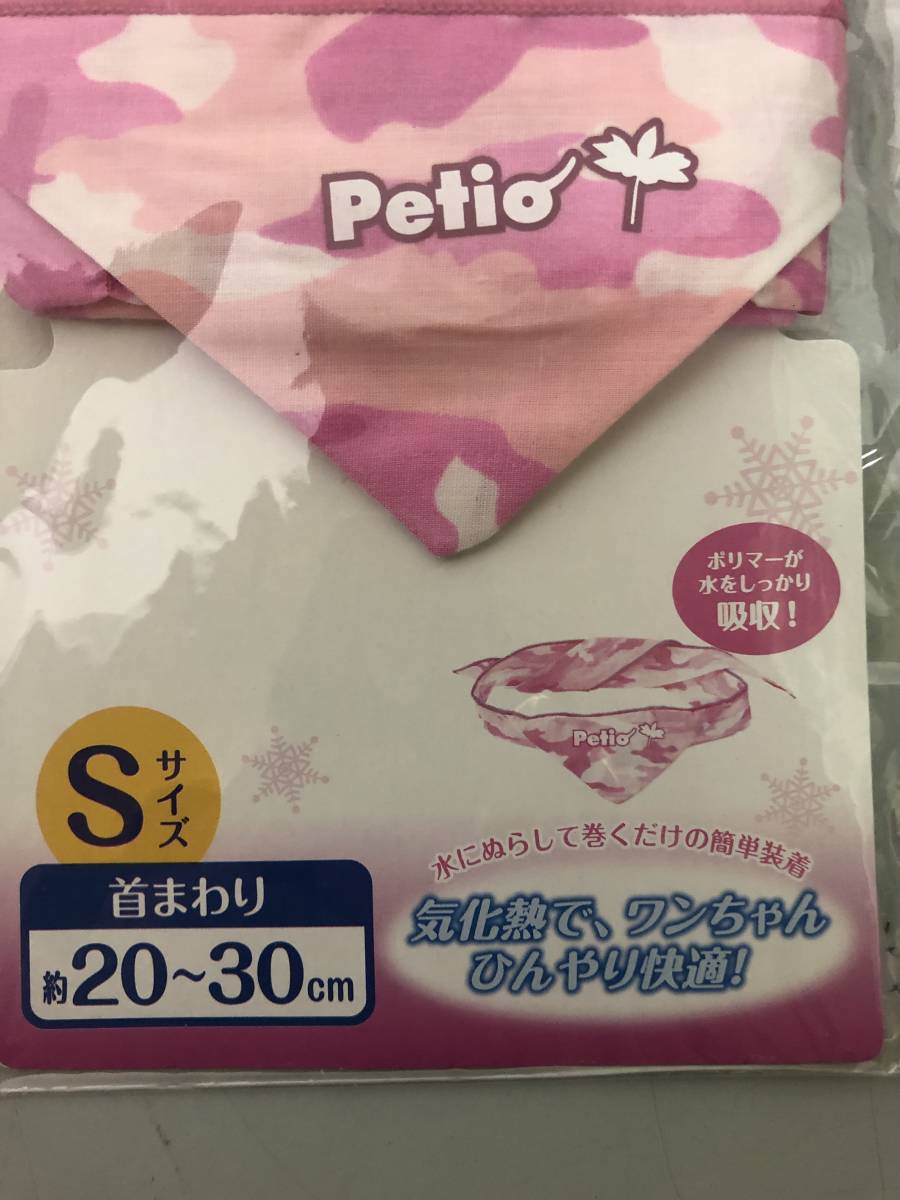 Petio
ポリマーが
水をしっかり
吸収！
Petio
Sサイズ
水にぬらして巻くだけの簡単装着
首まわり
約20～30cm
気化熱で、ワンちゃん
ひんやり快適！